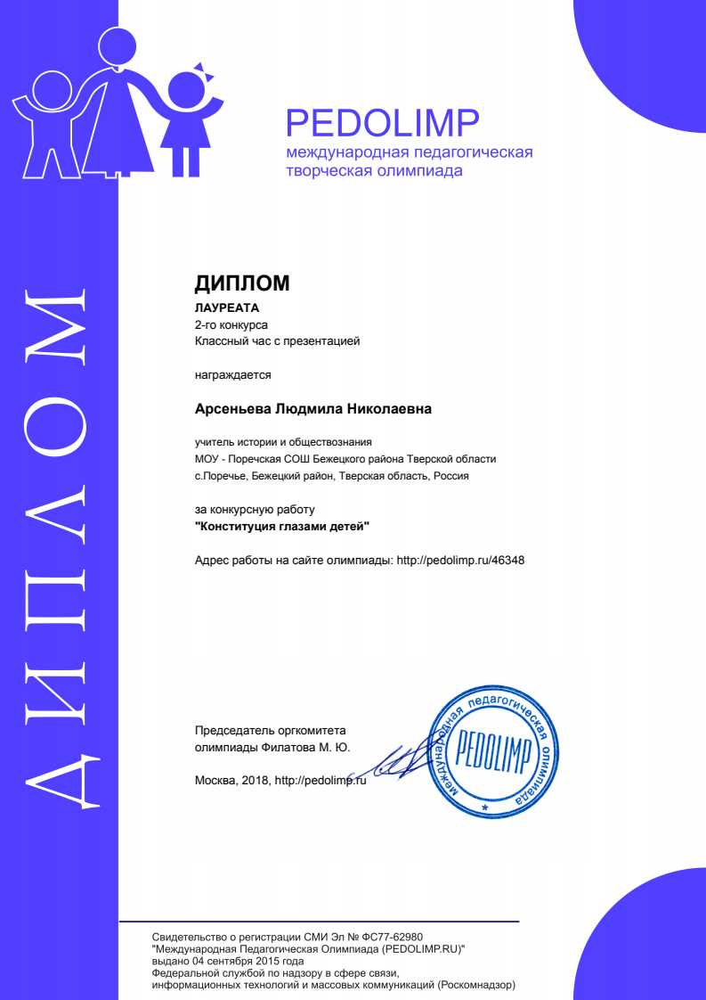 PEDOLIMP
международная педагогическая
творческая олимпиада
ДИПЛОМ
ДИПЛОМ
ЛАУРЕАТА
2-го конкурса
Классный час с презентацией
награждается
Арсеньева Людмила Николаевна
учитель истории и обществознания
МОУ - Поречская СОШ Бежецкого района Тверской области
с.Поречье, Бежецкий район, Тверская область, Россия
за конкурсную работу
"Конституция глазами детей"
Адрес работы на сайте олимпиады: http://pedolimp.ru/46348
Председатель оргкомитета
олимпиады Филатова М. Ю.
Москва, 2018, http://pedolimp.ru
международная педагогическая олимпиада
PEDOLIMP
Свидетельство о регистрации СМИ Эл № ФС77-62980
"Международная Педагогическая Олимпиада (PEDOLIMP.RU)"
выдано 04 сентября 2015 года
Федеральной службой по надзору в сфере связи,
информационных технологий и массовых коммуникаций (Роскомнадзор)